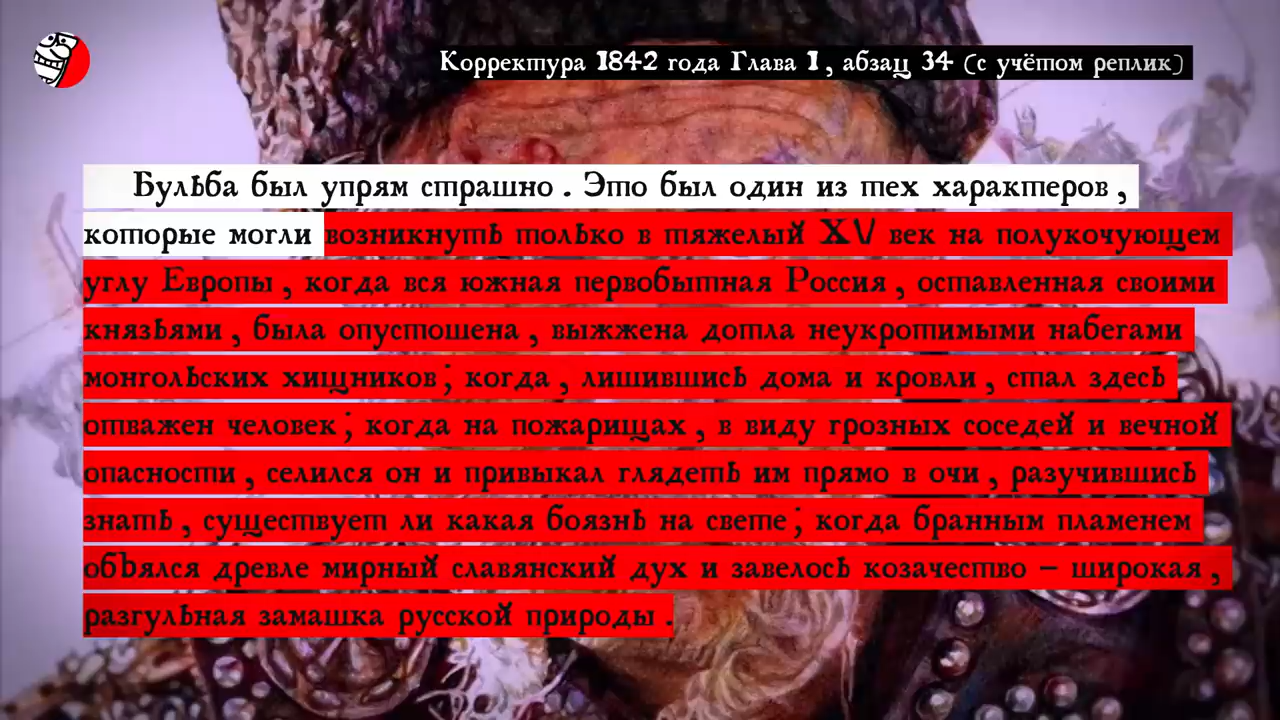 Корректура 1842 года Глава 1, абзац 34 (с учётом реплик)
Бульба был упрям страшно. Это был один из тех характеров,
которые могли возникнуть только в тяжелый XV век на полукочующем
углу Европы, когда вся южная первобытная Россия, оставленная своими
князьями, была опустошена, выжжена дотла неукротимыми набегами
монгольских хищников; когда, лишившись дома и кровли, стал здесь
отважен человек; когда на пожарищах, в виду грозных соседей и вечной
опасности, селился он и привыкал глядеть им прямо в очи, разучившись
знать, существует ли какая боязнь на свете; когда бранным пламенем
объялся древле мирный славянский дух и завелось козачество – широкая,
разгульная замашка русской природы.